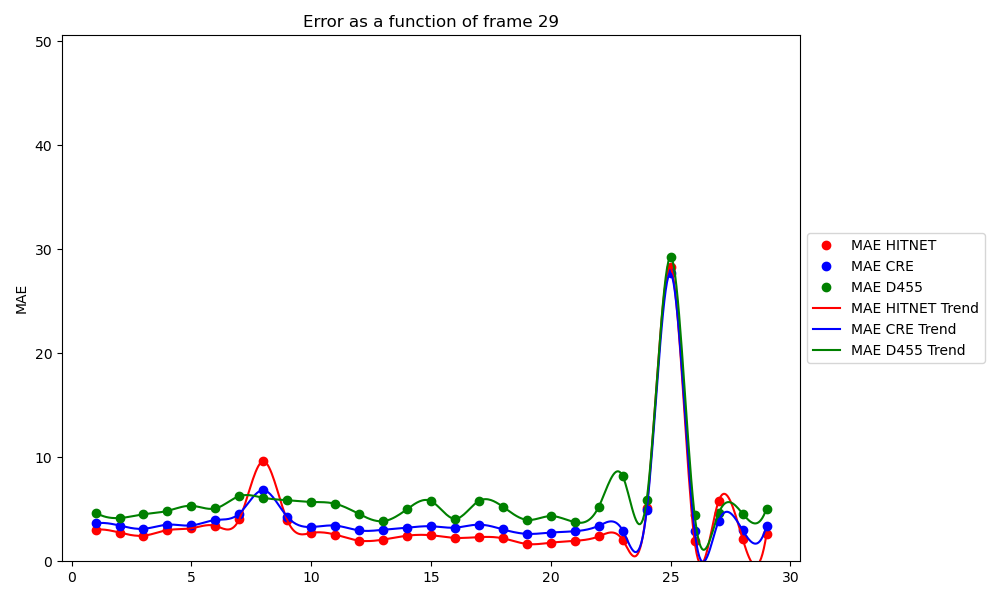 Error as a function of frame 29
MAE
50
40
30
20
10
0
0 5 10 15 20 25 30
MAE HITNET
MAE CRE
MAE D455
MAE HITNET Trend
MAE CRE Trend
MAE D455 Trend